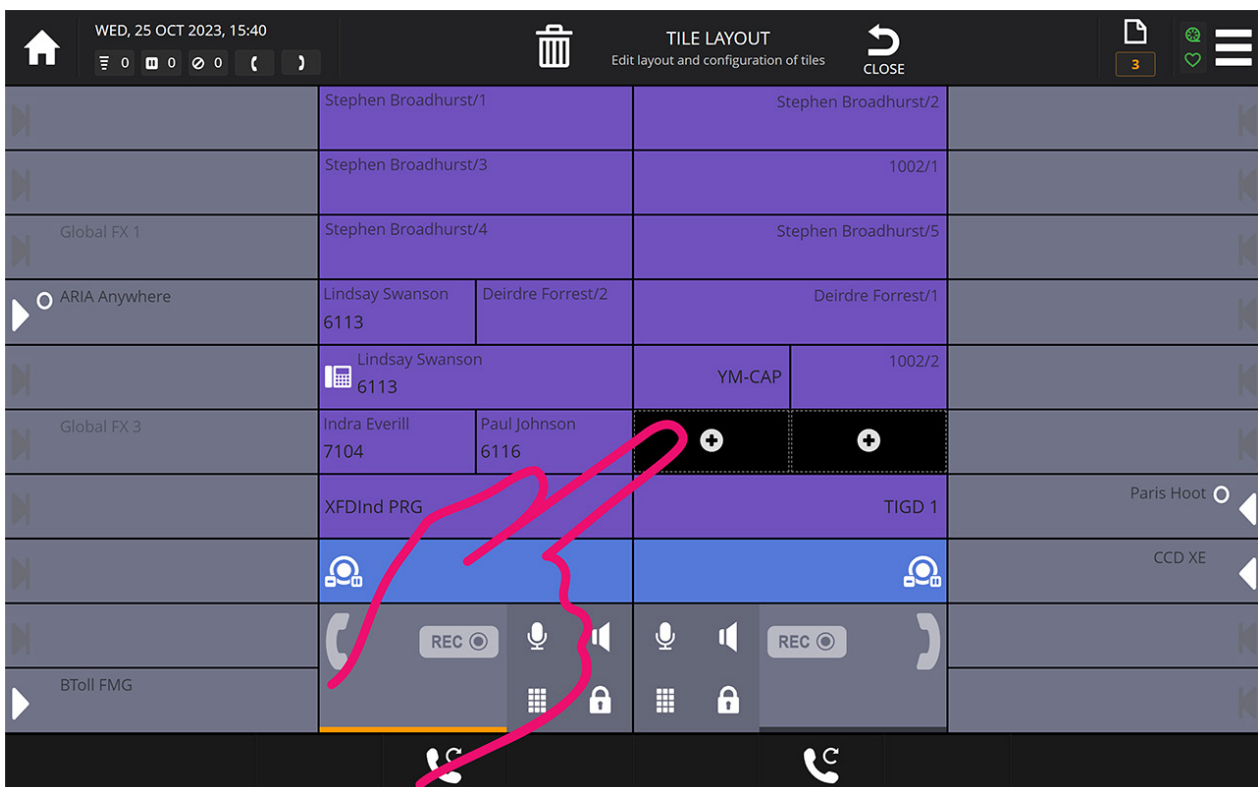 WED, 25 OCT 2023, 15:40
0 0 0
TILE LAYOUT
Edit layout and configuration of tiles
CLOSE
3
Stephen Broadhurst/1
Stephen Broadhurst/2
Stephen Broadhurst/3
1002/1
Global FX 1
Stephen Broadhurst/4
Stephen Broadhurst/5
ARIA Anywhere
Lindsay Swanson
6113
Deirdre Forrest/2
Deirdre Forrest/1
Lindsay Swanson
6113
YM-CAP
1002/2
Global FX 3
Indra Everill
7104
Paul Johnson
6116
XFDInd PRG
TIGD 1
Paris Hoot
CCD XE
REC
REC
BToll FMG